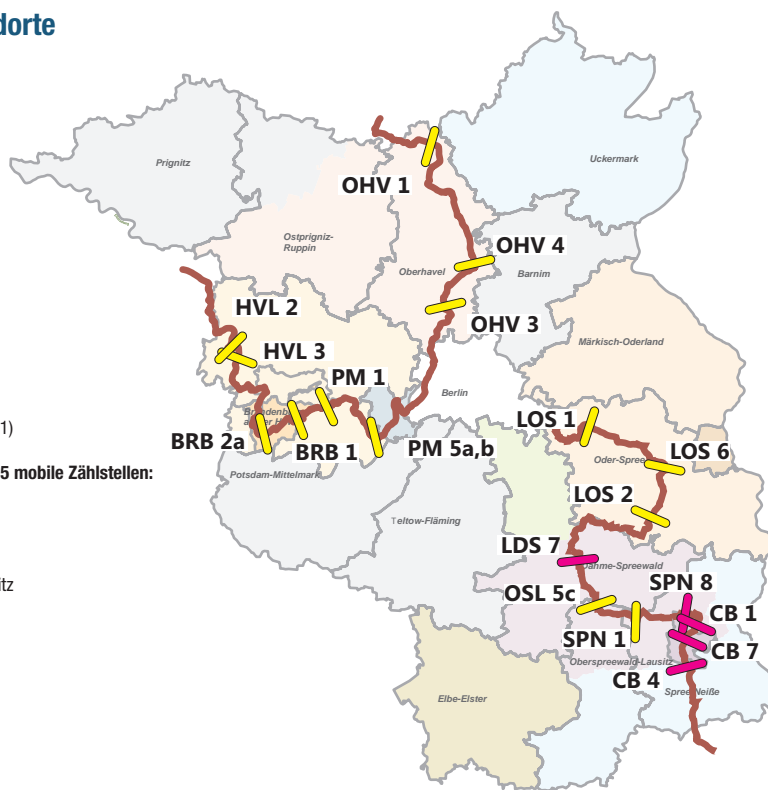 dorte
Prignitz
Uckermark
OHV 1
Ostprigniz-
Ruppin
OHV 4
Oberhavel
Barnim
HVL 2
OHV 3
HVL 3
Märkisch-Oderland
PM 1
Berlin
1)
LOS 1
BRB 2a
BRB 1
PM 5a,b
LOS 6
Oder-Spree
5 mobile Zählstellen:
Potsdam-Mittelmark
LOS 2
Teltow-Fläming
LDS 7
Dahme-Spreewald
itz
SPN 8
OSL 5c
CB 1
SPN 1
CB 7
Oberspreewald-Lausitz
CB 4
Spree-Neiße
Elbe-Elster